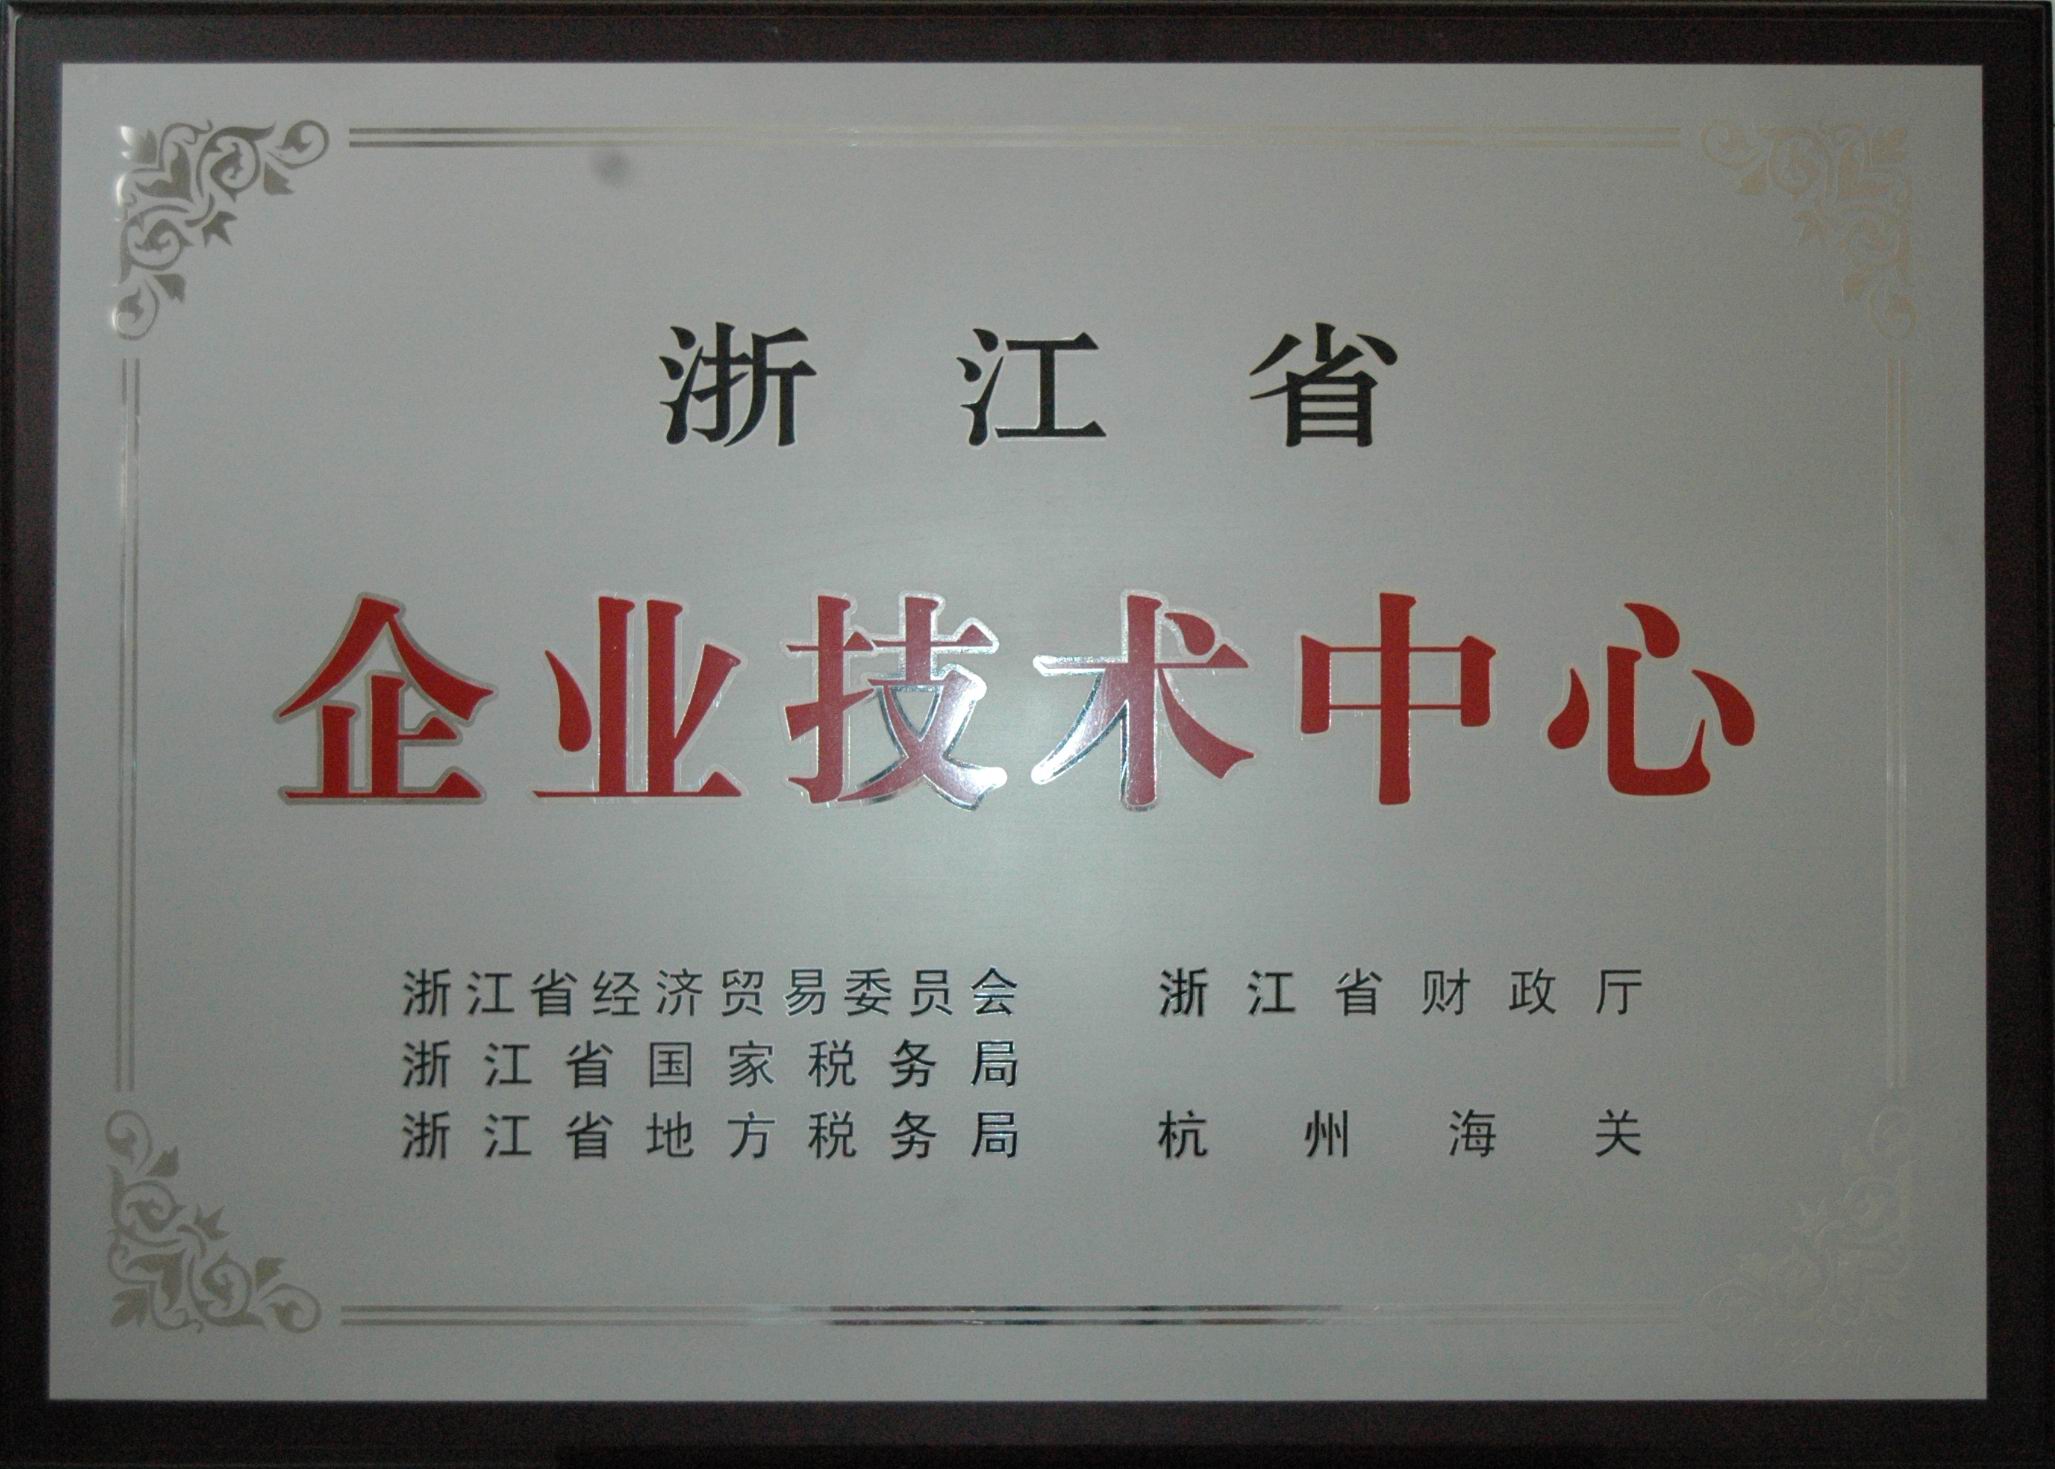 浙江省
企业技术中心
浙江省经济贸易委员会 浙江省财政厅
浙江省国家税务局
浙江省地方税务局 杭州海关